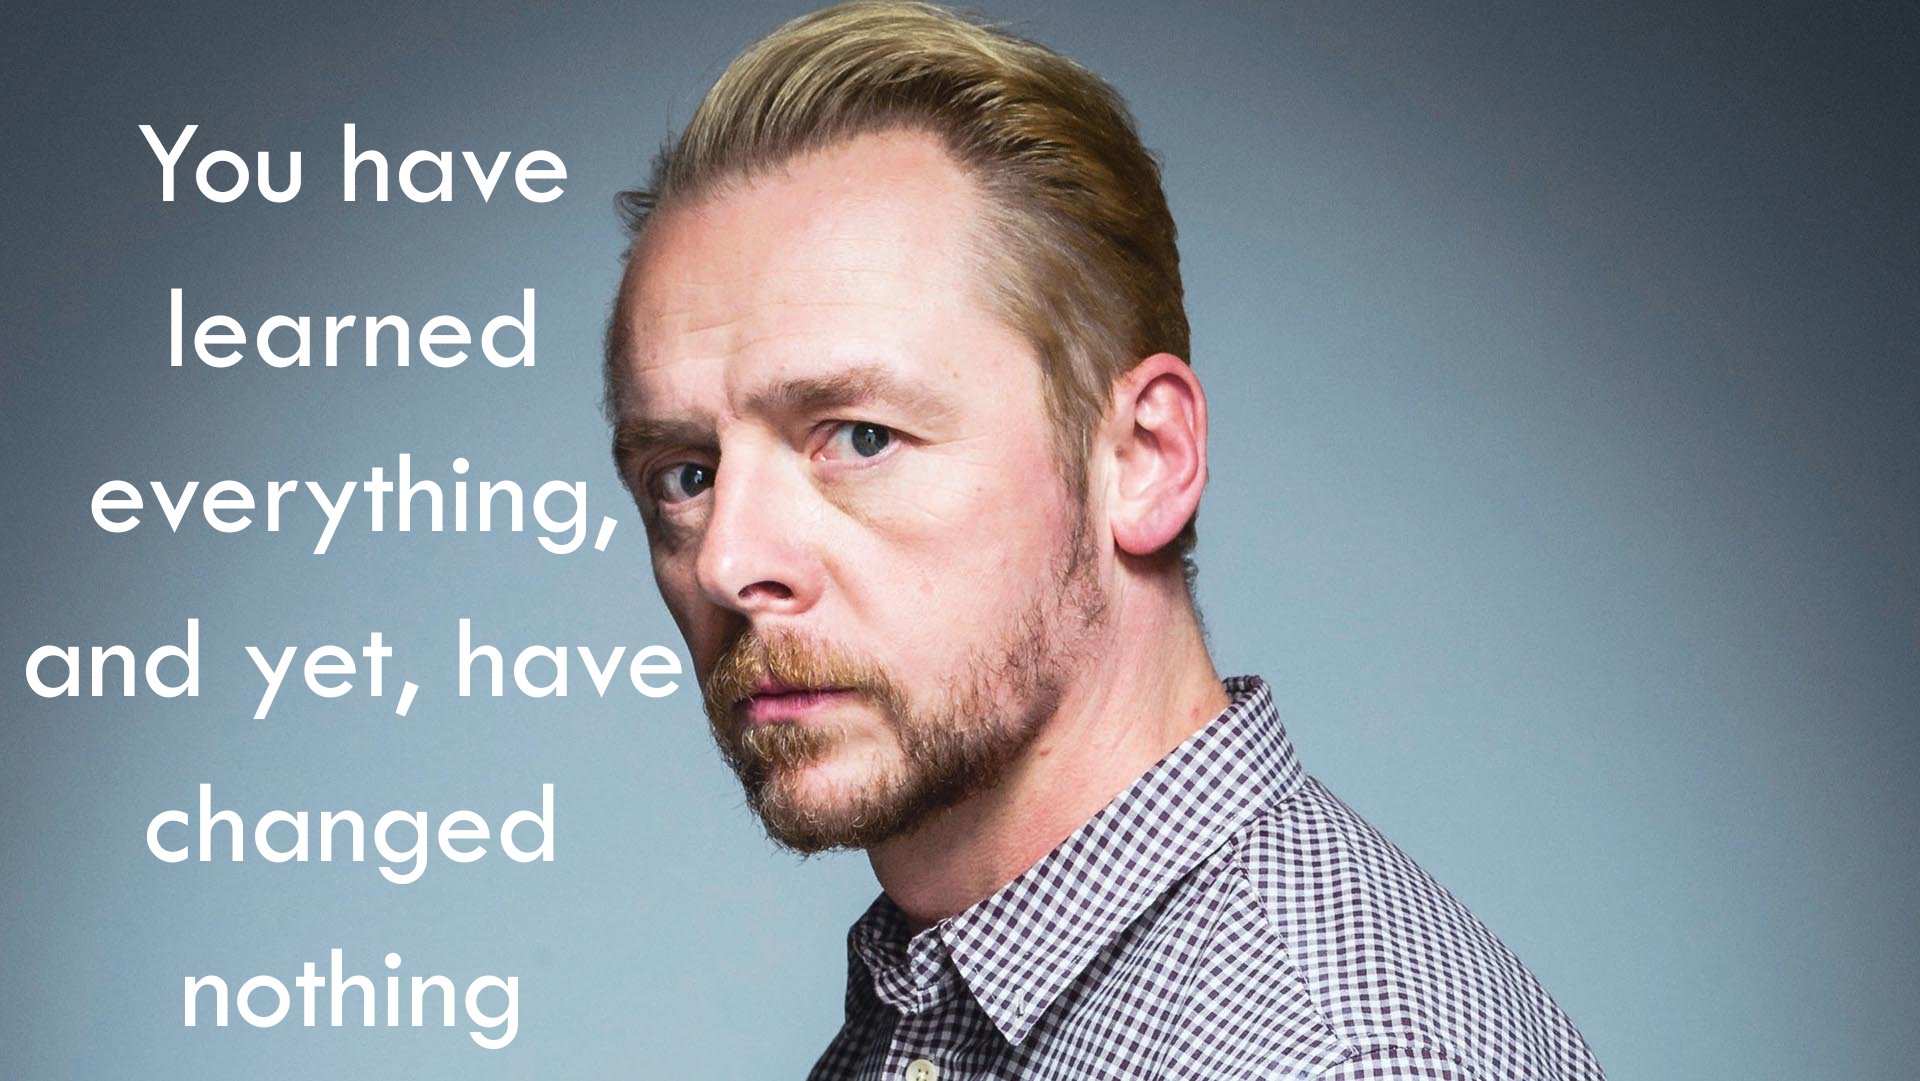 You have
learned
everything,
and yet, have
changed
nothing